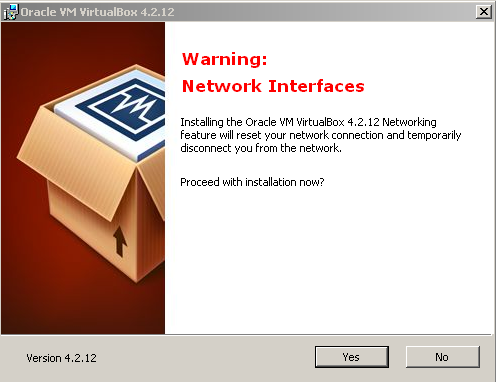 Oracle VM VirtualBox 4.2.12
Warning:
Network Interfaces
Installing the Oracle VM VirtualBox 4.2.12 Networking
feature will reset your network connection and temporarily
disconnect you from the network.
Proceed with installation now?
Version 4.2.12
Yes
No